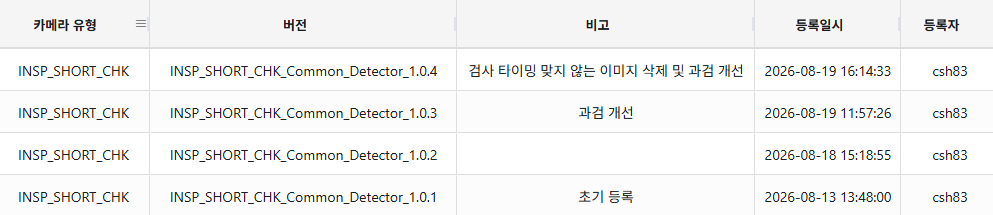 카메라 유형 버전 비고 등록일시 등록자
INSP_SHORT_CHK INSP_SHORT_CHK_Common_Detector_1.0.4 검사 타이밍 맞지 않는 이미지 삭제 및 과검 개선 2026-08-19 16:14:33 csh83
INSP_SHORT_CHK INSP_SHORT_CHK_Common_Detector_1.0.3 과검 개선 2026-08-19 11:57:26 csh83
INSP_SHORT_CHK INSP_SHORT_CHK_Common_Detector_1.0.2 2026-08-18 15:18:55 csh83
INSP_SHORT_CHK INSP_SHORT_CHK_Common_Detector_1.0.1 초기 등록 2026-08-13 13:48:00 csh83